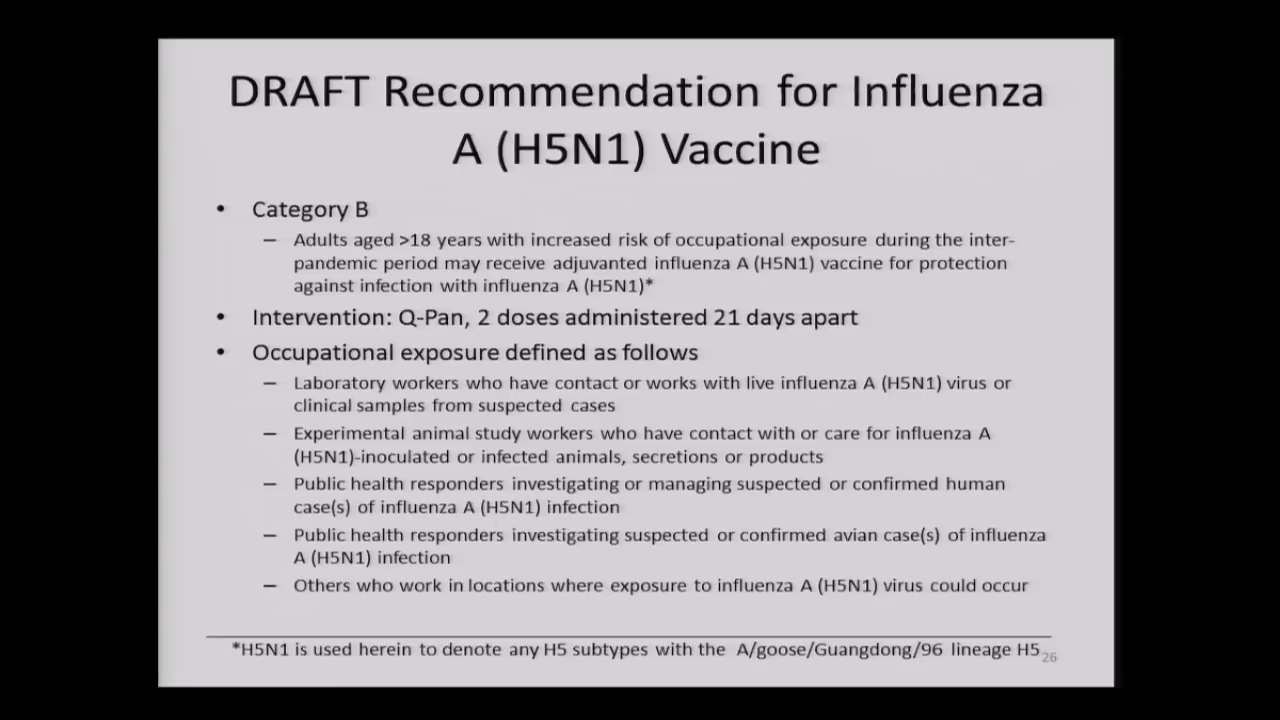 DRAFT Recommendation for Influenza
A (H5N1) Vaccine
• Category B
– Adults aged >18 years with increased risk of occupational exposure during the inter-
pandemic period may receive adjuvanted influenza A (H5N1) vaccine for protection
against infection with influenza A (H5N1)*
• Intervention: Q-Pan, 2 doses administered 21 days apart
• Occupational exposure defined as follows
– Laboratory workers who have contact or works with live influenza A (H5N1) virus or
clinical samples from suspected cases
– Experimental animal study workers who have contact with or care for influenza A
(H5N1)-inoculated or infected animals, secretions or products
– Public health responders investigating or managing suspected or confirmed human
case(s) of influenza A (H5N1) infection
– Public health responders investigating suspected or confirmed avian case(s) of influenza
A (H5N1) infection
– Others who work in locations where exposure to influenza A (H5N1) virus could occur
*H5N1 is used herein to denote any H5 subtypes with the A/goose/Guangdong/96 lineage H5
26